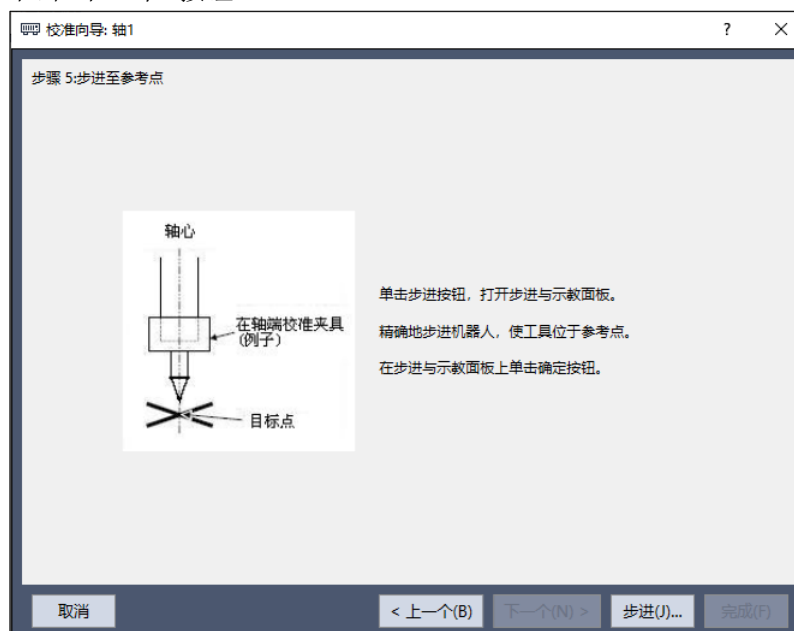 校准向导: 轴1
步骤 5:步进至参考点
轴心
在轴端校准夹具
(例子)
目标点
单击步进按钮，打开步进与示教面板。
精确地步进机器人，使工具位于参考点。
在步进与示教面板上单击确定按钮。
取消
< 上一个(B)
下一个(N) >
步进(J)...
完成(F)